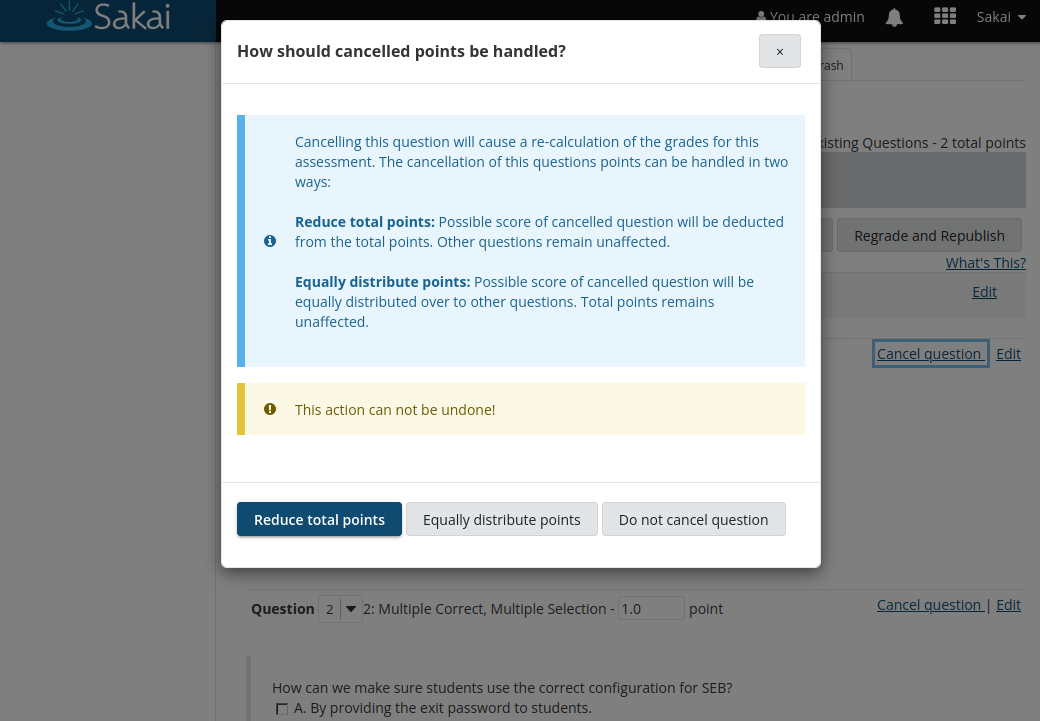 Sakai
You are admin
Sakai
How should cancelled points be handled?
×
rash
Cancelling this question will cause a re-calculation of the grades for this
assessment. The cancellation of this questions points can be handled in two
ways:
Reduce total points: Possible score of cancelled question will be deducted
from the total points. Other questions remain unaffected.
Equally distribute points: Possible score of cancelled question will be
equally distributed over to other questions. Total points remains
unaffected.
This action can not be undone!
Reduce total points
Equally distribute points
Do not cancel question
xisting Questions - 2 total points
Regrade and Republish
What's This?
Edit
Cancel question
Edit
Question 2 2: Multiple Correct, Multiple Selection - 1.0 point
Cancel question | Edit
How can we make sure students use the correct configuration for SEB?
A. By providing the exit password to students.